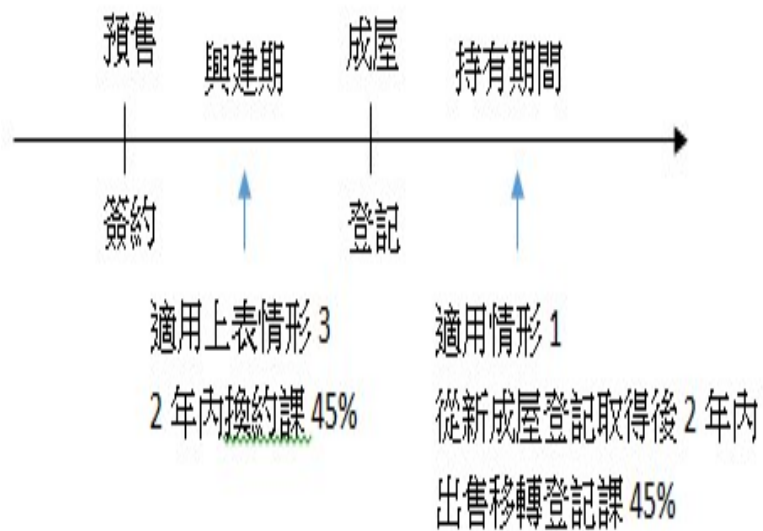 預售
興建期
成屋
持有期間
簽約
登記
適用上表情形 3
2 年內換約課 45%
適用情形 1
從新成屋登記取得後 2 年內
出售移轉登記課 45%